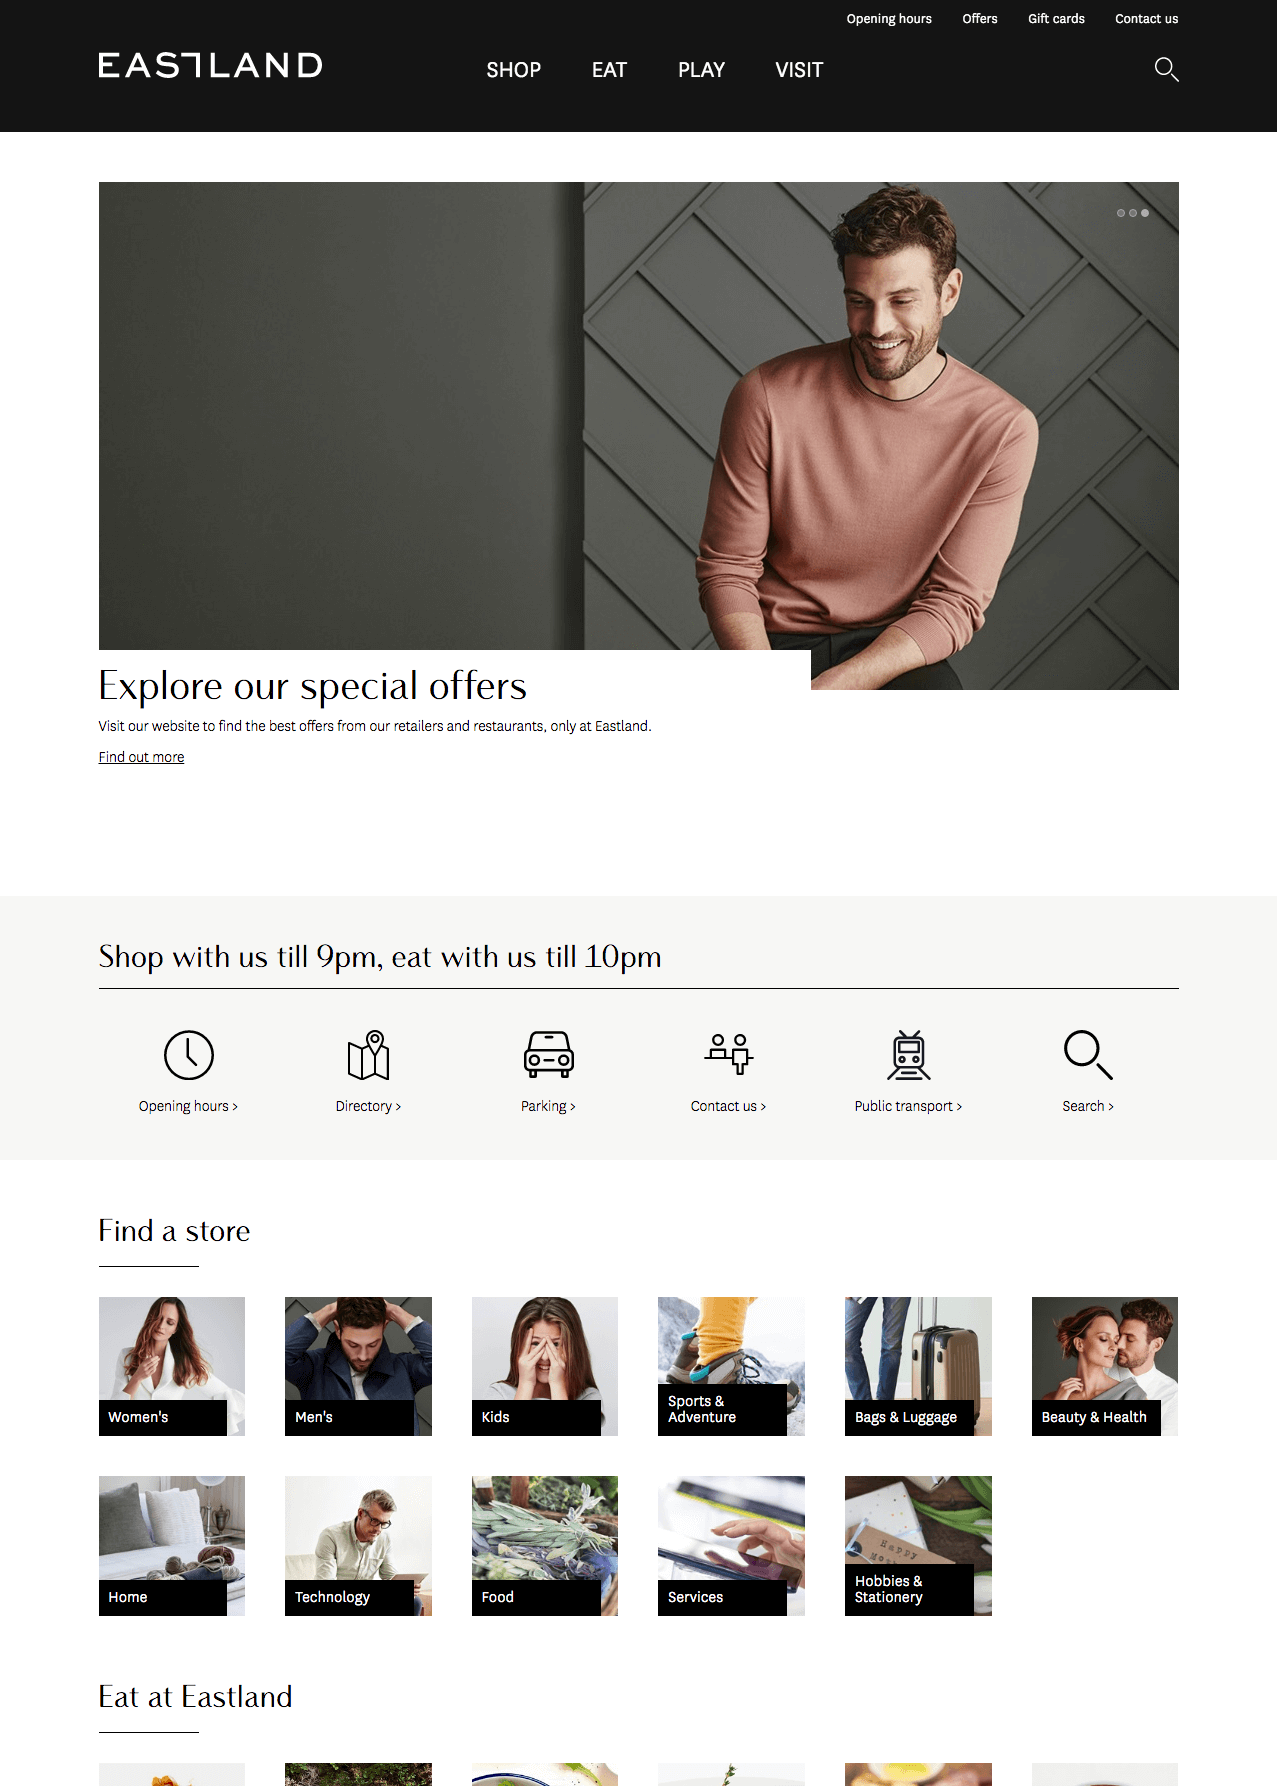 Opening hours Offers Gift cards Contact us
EASTLAND SHOP EAT PLAY VISIT
Explore our special offers
Visit our website to find the best offers from our retailers and restaurants, only at Eastland.
Find out more
Shop with us till 9pm, eat with us till 10pm
Opening hours > Directory > Parking > Contact us > Public transport > Search >
Find a store
Women's
Men's
Kids
Sports &
Adventure
Bags & Luggage
Beauty & Health
Home
Technology
Food
Services
Happy
Hobbies &
Stationery
Eat at Eastland